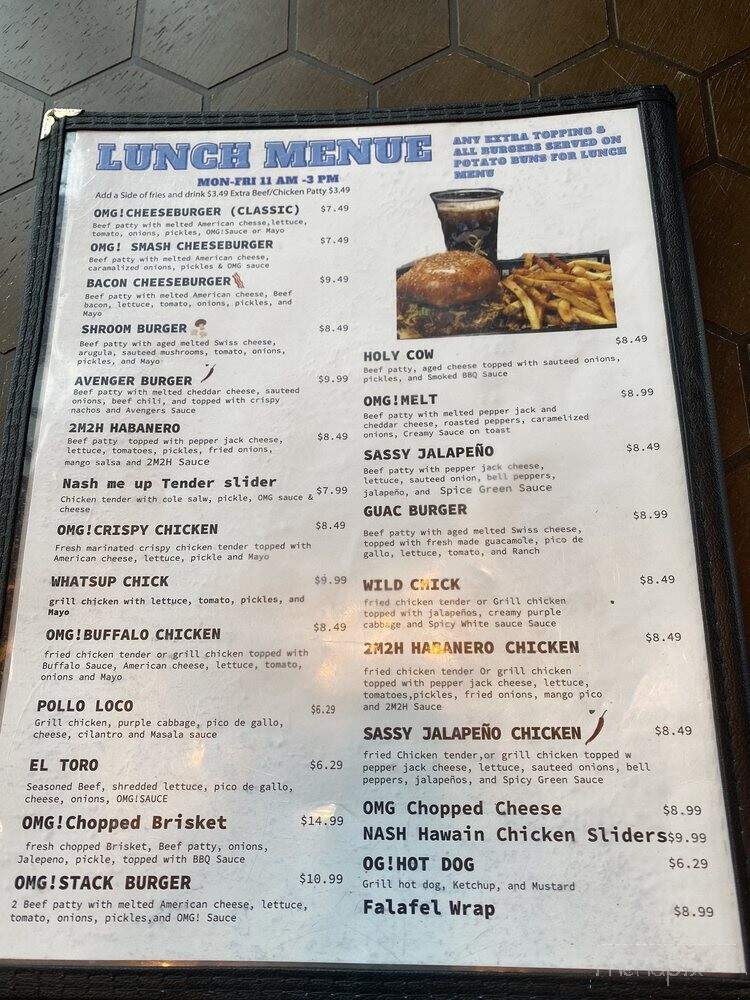 LUNCH MENUE
MON-FRI 11 AM -3 PM
Add a Side of fries and drink $3.49 Extra Beef/Chicken Patty $3.49
ANY EXTRA TOPPING &
ALL BURGERS SERVED ON
POTATO BUNS FOR LUNCH
MENU
OMG!CHEESEBURGER (CLASSIC) $7.49
Beef patty with melted American cheese,lettuce,
tomato, onions, pickles, OMG!Sauce or Mayo
OMG! SMASH CHEESEBURGER $7.49
Beef patty with melted American cheese,
caramalized onions, pickles & OMG sauce
BACON CHEESEBURGER $9.49
Beef patty with melted American cheese, Beef
bacon, lettuce, tomato, onions, pickles, and
Mayo
SHROOM BURGER $8.49
Beef patty with aged melted Swiss cheese,
arugula, sauteed mushrooms, tomato, onions,
pickles, and Mayo
AVENGER BURGER $9.99
Beef patty with melted cheddar cheese, sauteed
onions, beef chili, and topped with crispy
nachos and Avengers Sauce
2M2H HABANERO $8.49
Beef patty topped with pepper jack cheese,
lettuce, tomatoes, pickles, fried onions,
mango salsa and 2M2H Sauce
Nash me up Tender slider $7.99
Chicken tender with cole salw, pickle, OMG sauce &
cheese
OMG!CRISPY CHICKEN $8.49
Fresh marinated crispy chicken tender topped with
American cheese, lettuce, pickle and Mayo
WHATSUP CHICK $9.99
grill chicken with lettuce, tomato, pickles, and
Mayo
OMG!BUFFALO CHICKEN $8.49
fried chicken tender or grill chicken topped with
Buffalo Sauce, American cheese, lettuce, tomato,
onions and Mayo
POLLO LOCO $6.29
Grill chicken, purple cabbage, pico de gallo,
cheese, cilantro and Masala sauce
EL TORO $6.29
Seasoned Beef, shredded lettuce, pico de gallo,
cheese, onions, OMG!SAUCE
OMG!Chopped Brisket $14.99
fresh chopped Brisket, Beef patty, onions,
Jalepeno, pickle, topped with BBQ Sauce
OMG!STACK BURGER $10.99
2 Beef patty with melted American cheese, lettuce,
tomato, onions, pickles,and OMG! Sauce
HOLY COW $8.49
Beef patty, aged cheese topped with sauteed onions,
pickles, and Smoked BBQ Sauce
OMG!MELT $8.99
Beef patty with melted pepper jack and
cheddar cheese, roasted peppers, caramelized
onions, Creamy Sauce on toast
SASSY JALAPEÑO $8.49
Beef patty with pepper jack cheese,
lettuce, sauteed onion, bell peppers,
jalapeño, and Spice Green Sauce
GUAC BURGER $8.99
Beef patty with aged melted Swiss cheese,
topped with fresh made guacamole, pico de
gallo, lettuce, tomato, and Ranch
WILD CHICK $8.49
fried chicken tender or Grill chicken
topped with jalapeños, creamy purple
cabbage and Spicy White sauce Sauce
2M2H HABANERO CHICKEN $8.49
fried chicken tender Or grill chicken
topped with pepper jack cheese, lettuce,
tomatoes,pickles, fried onions, mango pico
and 2M2H Sauce
SASSY JALAPEÑO CHICKEN $8.49
fried Chicken tender,or grill chicken topped w
pepper jack cheese, lettuce, sauteed onions, bell
peppers, jalapeños, and Spicy Green Sauce
OMG Chopped Cheese $8.99
NASH Hawain Chicken Sliders $9.99
OG!HOT DOG $6.29
Grill hot dog, Ketchup, and Mustard
Falafel Wrap $8.99
menupix